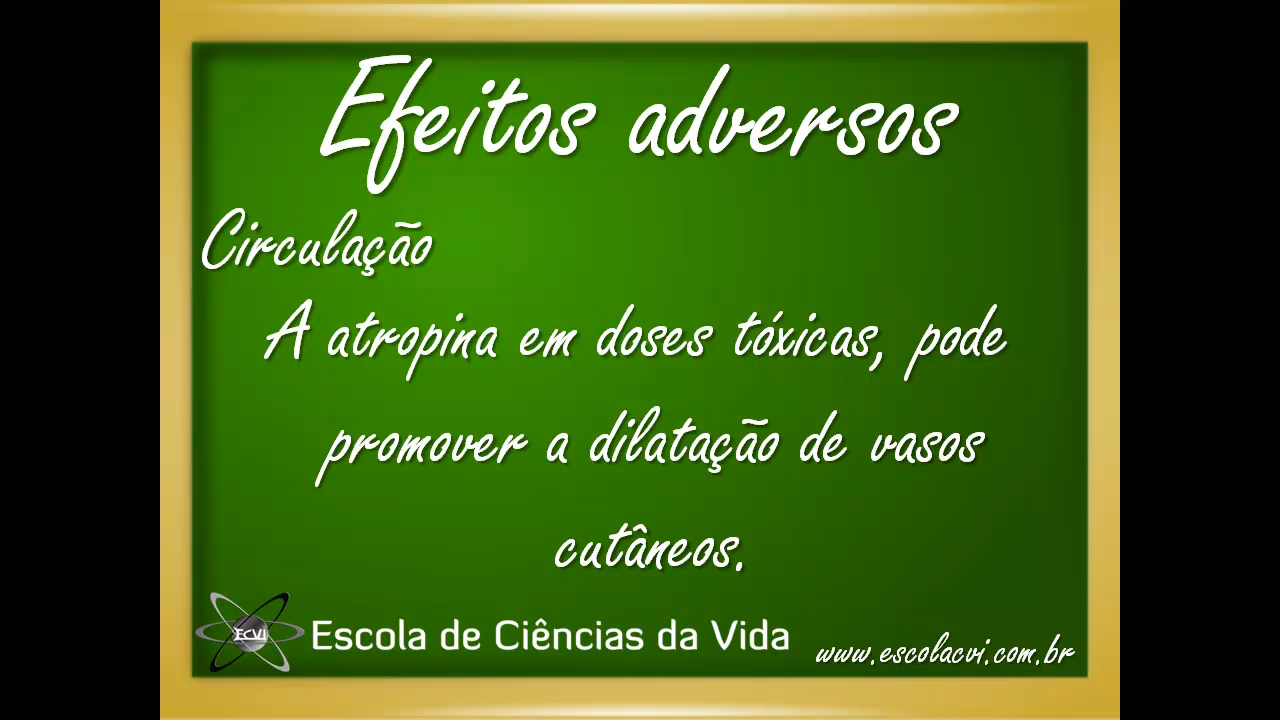 Efeitos adversos
Circulação
A atropina em doses tóxicas, pode
promover a dilatação de vasos
cutâneos.
ECVI Escola de Ciências da Vida
www.escolacvi.com.br